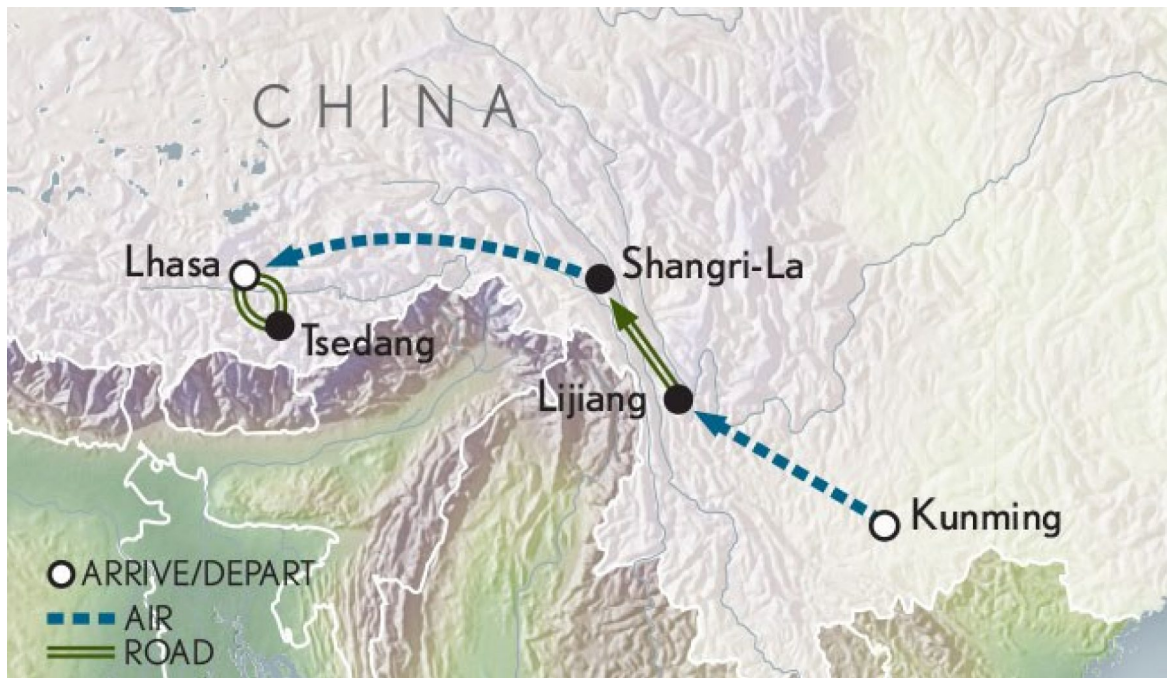 CHINA
Lhasa
Shangri-La
Tsedang
Lijiang
Kunming
ARRIVE/DEPART
AIR
ROAD